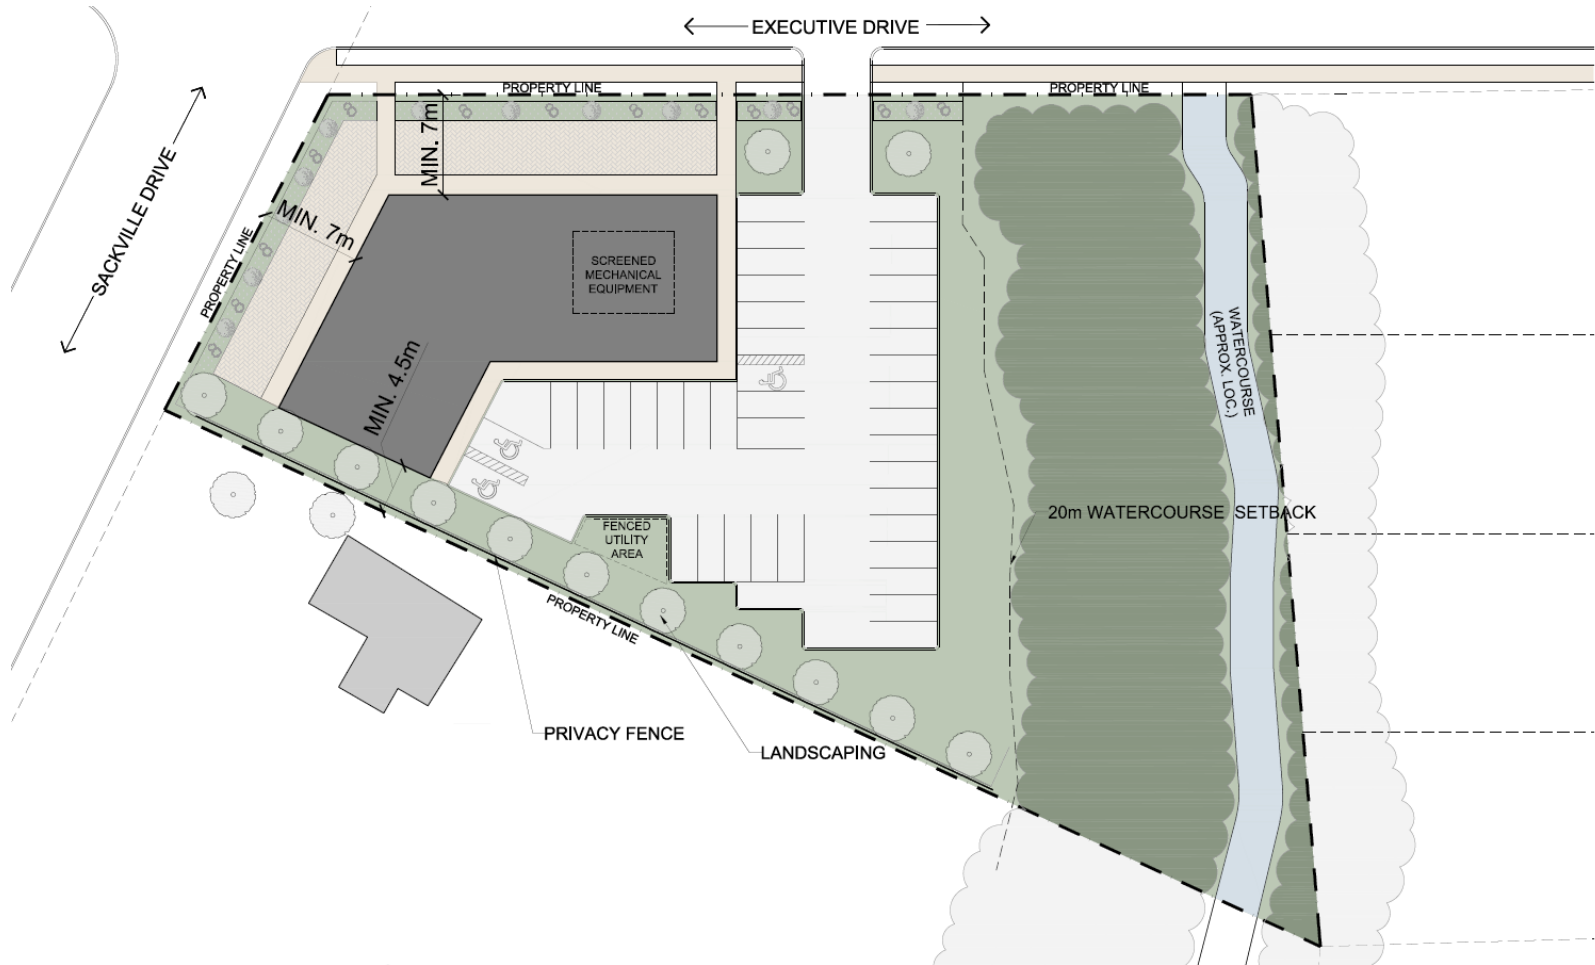 EXECUTIVE DRIVE
PROPERTY LINE
PROPERTY LINE
MIN. 7m
SACKVILLE DRIVE
MIN. 7m
PROPERTY LINE
SCREENED
MECHANICAL
EQUIPMENT
WATERCOURSE
(APPROX. LOC.)
MIN. 4.5m
20m WATERCOURSE SETBACK
FENCED
UTILITY
AREA
PROPERTY LINE
PRIVACY FENCE
LANDSCAPING